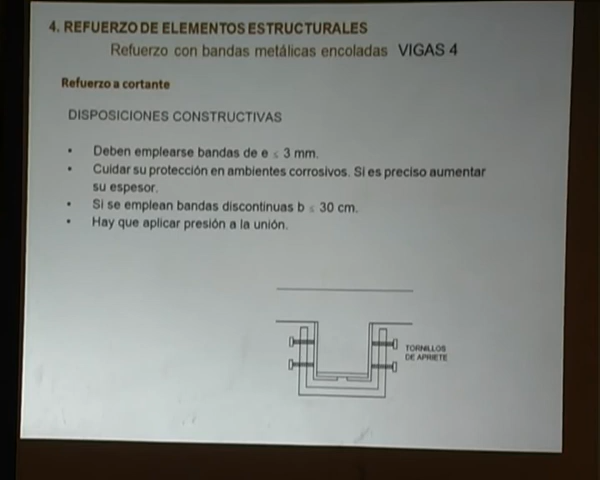 4. REFUERZO DE ELEMENTOS ESTRUCTURALES
Refuerzo con bandas metálicas encoladas VIGAS 4
Refuerzo a cortante
DISPOSICIONES CONSTRUCTIVAS
• Deben emplearse bandas de e ≤ 3 mm.
• Cuidar su protección en ambientes corrosivos. Si es preciso aumentar
su espesor.
• Si se emplean bandas discontinuas b ≤ 30 cm.
• Hay que aplicar presión a la unión.
TORNILLOS
DE APRIETE